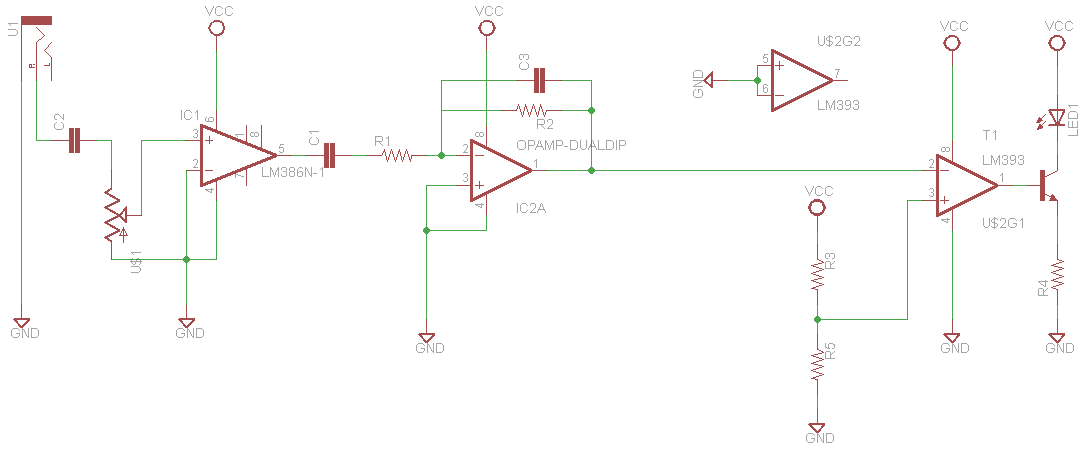 U1
R
L
C2
U$1
GND
VCC
IC1
6
3
2
1
8
5
4
7
LM386N-1
GND
C1
R1
VCC
C3
R2
8
OPAMP-DUALDIP
2
3
1
4
IC2A
GND
U$2G2
GND
5
6
7
LM393
VCC
R3
R5
GND
VCC
T1
LM393
8
2
3
1
4
U$2G1
GND
VCC
LED1
R4
GND